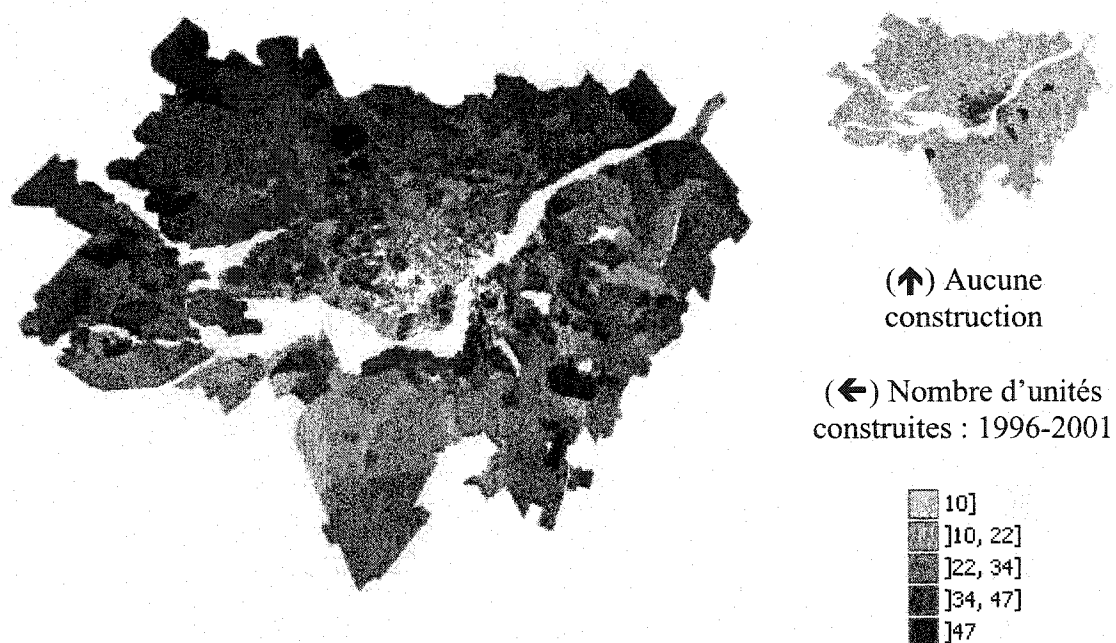 (↑) Aucune
construction
(←) Nombre d'unités
construites : 1996-2001
10]
]10, 22]
]22, 34]
]34, 47]
]47